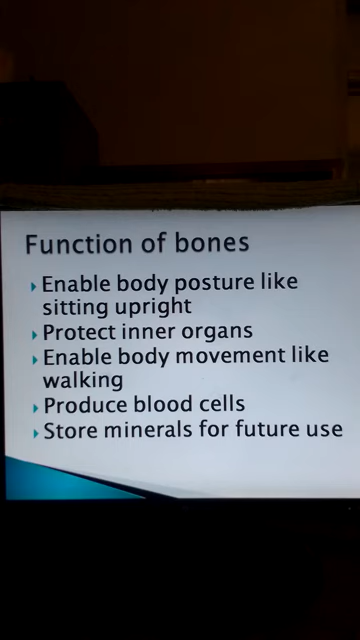 Function of bones
Enable body posture like
sitting upright
Protect inner organs
Enable body movement like
walking
Produce blood cells
Store minerals for future use